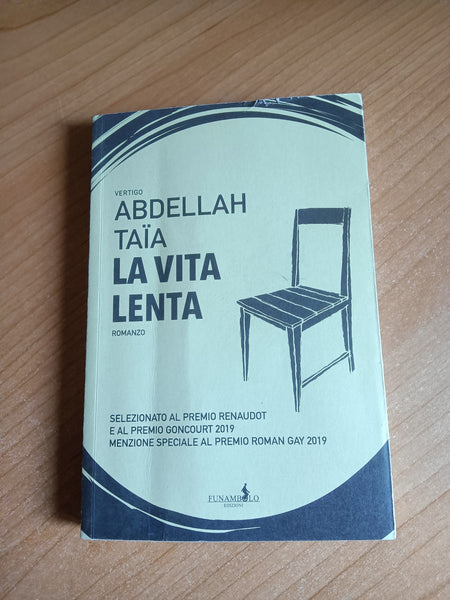 VERTIGO
ABDELLAH
TAÏA
LA VITA
LENTA
ROMANZO
SELEZIONATO AL PREMIO RENAUDOT
E AL PREMIO GONCOURT 2019
MENZIONE SPECIALE AL PREMIO ROMAN GAY 2019
FUNAMBOLO
EDIZIONI